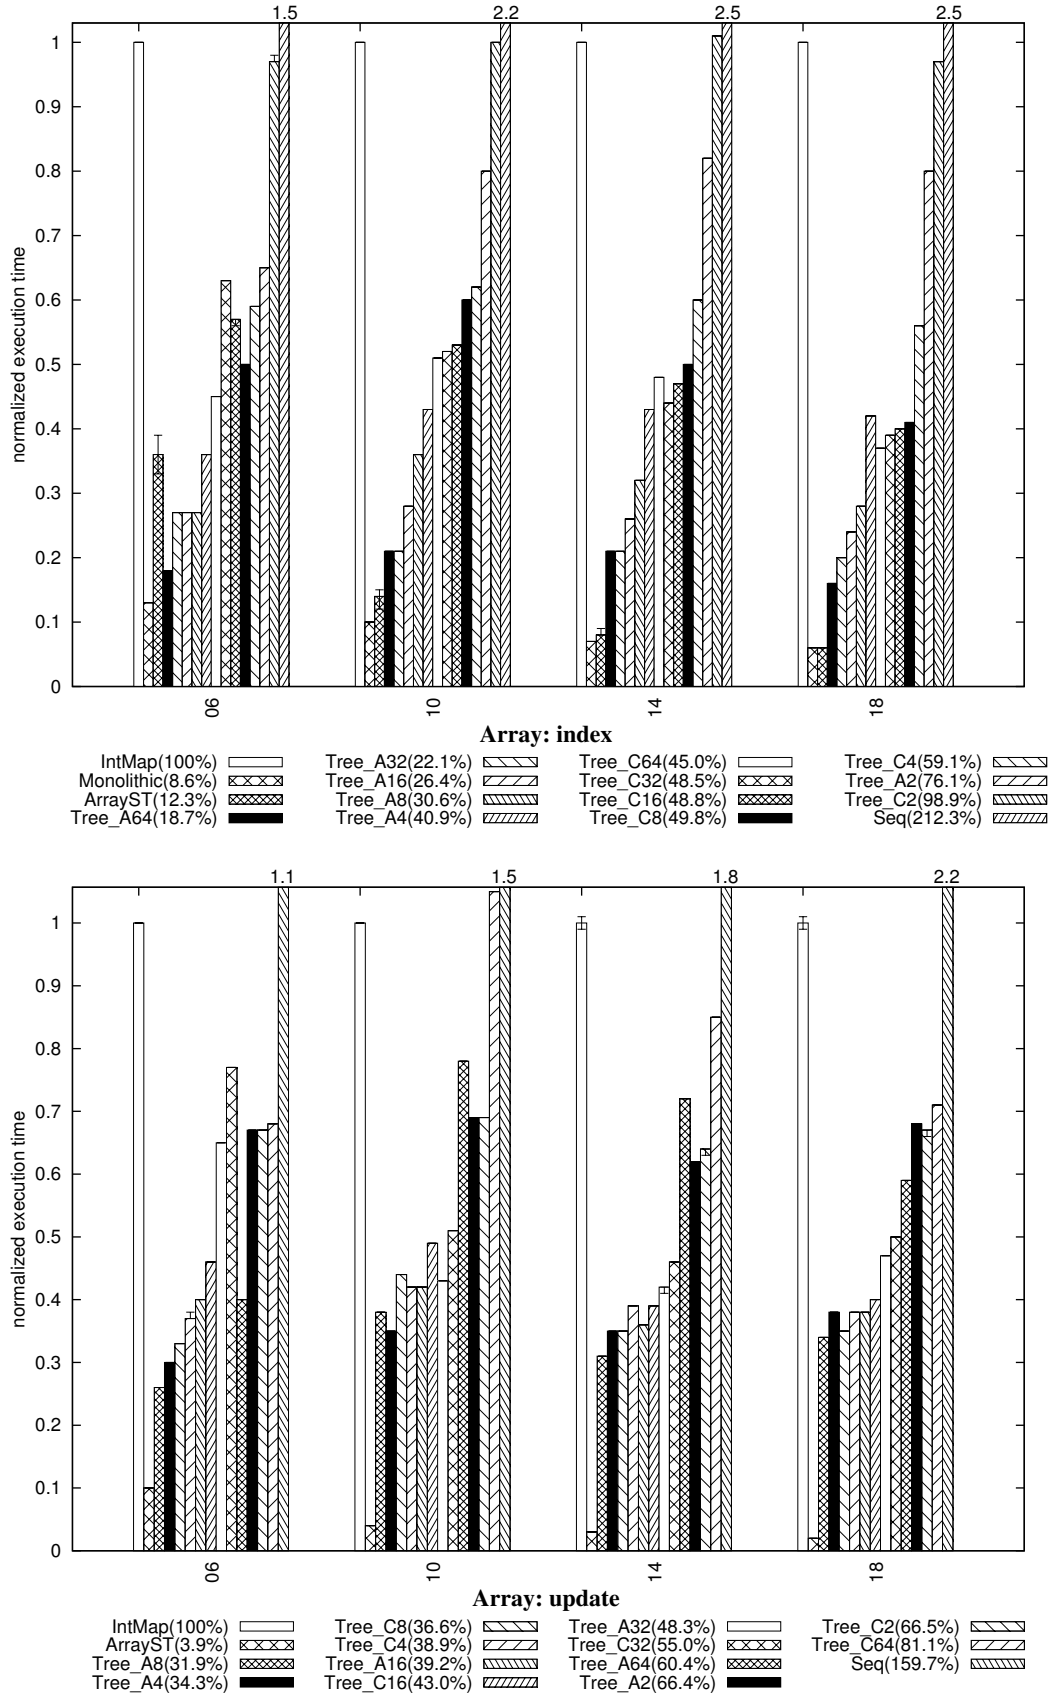 1.5 2.2 2.5 2.5
1
0.9
0.8
0.7
0.6
0.5
0.4
0.3
0.2
0.1
0
normalized execution time
06 10 14 18
Array: index
IntMap(100%) Tree_A32(22.1%) Tree_C64(45.0%) Tree_C4(59.1%)
Monolithic(8.6%) Tree_A16(26.4%) Tree_C32(48.5%) Tree_A2(76.1%)
ArrayST(12.3%) Tree_A8(30.6%) Tree_C16(48.8%) Tree_C2(98.9%)
Tree_A64(18.7%) Tree_A4(40.9%) Tree_C8(49.8%) Seq(212.3%)
1.1 1.5 1.8 2.2
1
0.9
0.8
0.7
0.6
0.5
0.4
0.3
0.2
0.1
0
normalized execution time
06 10 14 18
Array: update
IntMap(100%) Tree_C8(36.6%) Tree_A32(48.3%) Tree_C2(66.5%)
ArrayST(3.9%) Tree_C4(38.9%) Tree_C32(55.0%) Tree_C64(81.1%)
Tree_A8(31.9%) Tree_A16(39.2%) Tree_A64(60.4%) Seq(159.7%)
Tree_A4(34.3%) Tree_C16(43.0%) Tree_A2(66.4%)